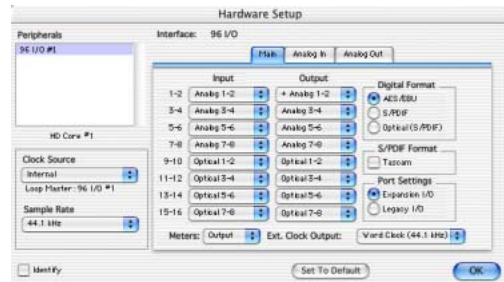 Hardware Setup
Peripherals
96 I/O #1
HD Core #1
Clock Source
Internal
Loop Master: 96 I/O #1
Sample Rate
44.1 kHz
Identify
Interface: 96 I/O
Main Analog In Analog Out
Input Output
1-2 Analog 1-2 + Analog 1-2
3-4 Analog 3-4 Analog 3-4
5-6 Analog 5-6 Analog 5-6
7-8 Analog 7-8 Analog 7-8
9-10 Optical 1-2 Optical 1-2
11-12 Optical 3-4 Optical 3-4
13-14 Optical 5-6 Optical 5-6
15-16 Optical 7-8 Optical 7-8
Digital Format
AES/EBU
S/PDIF
Optical (S/PDIF)
S/PDIF Format
Tascam
Port Settings
Expansion I/O
Legacy I/O
Meters: Output Ext. Clock Output: Word Clock (44.1 kHz)
Set To Default OK